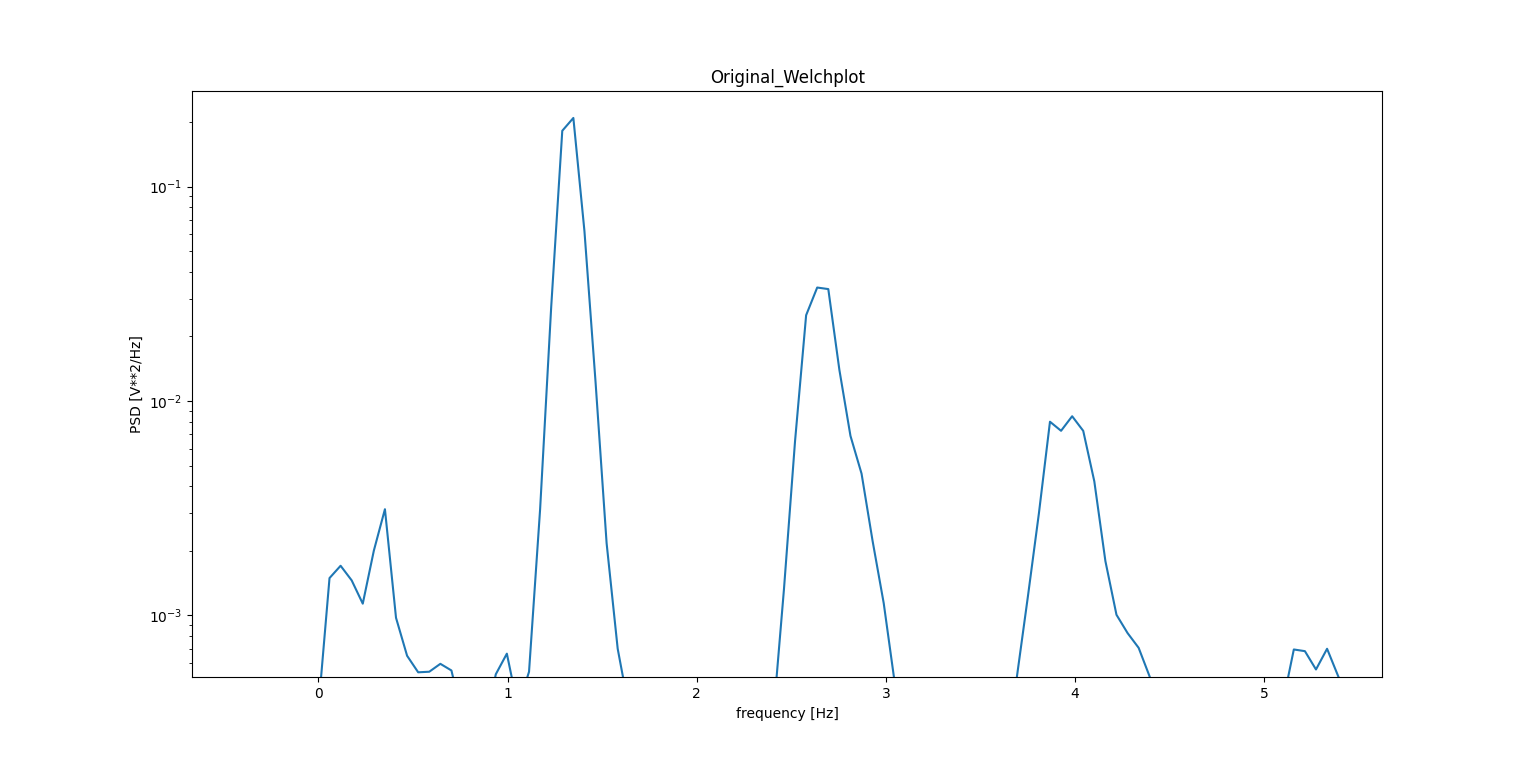 Original_Welchplot
PSD [V**2/Hz]
10⁻¹
10⁻²
10⁻³
0 1 2 3 4 5
frequency [Hz]